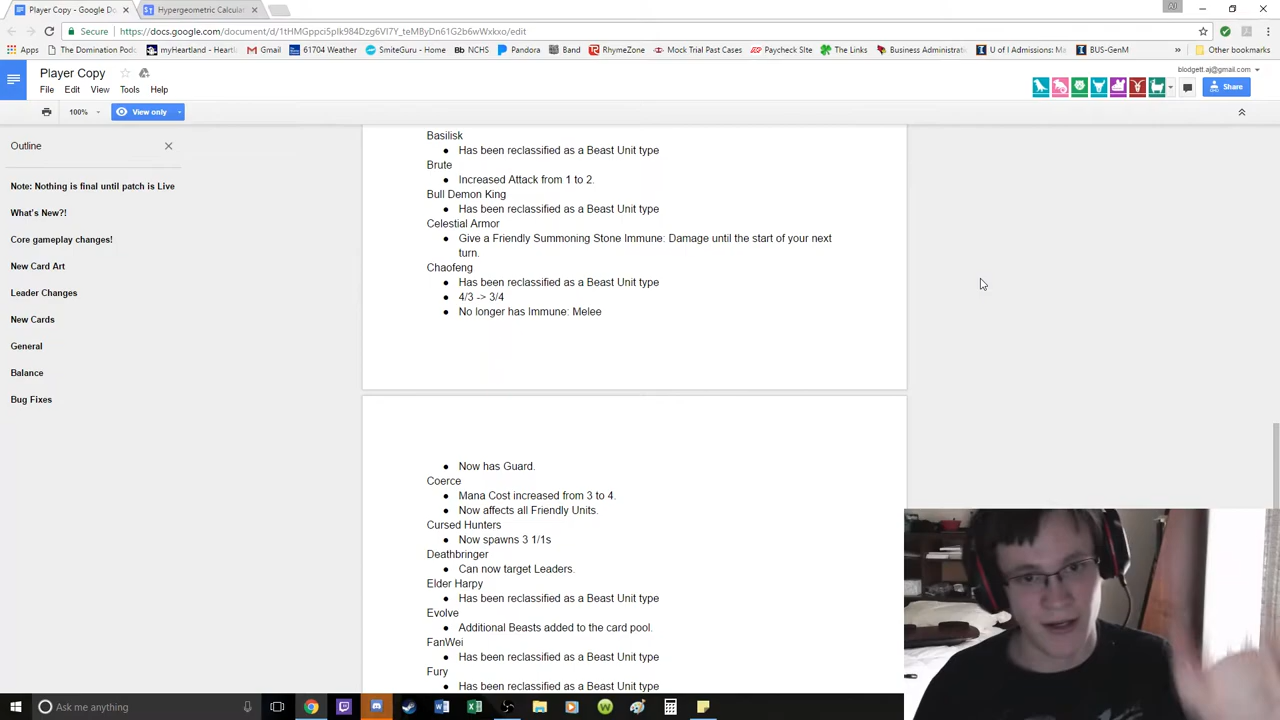 Player Copy - Google Do
Hypergeometric Calcula
AJ
Secure
https://docs.google.com/document/d/
/edit
Apps
The Domination Podc
myHeartland - Heartla
Gmail
61704 Weather
SmiteGuru - Home
NCHS
Pandora
Band
RhymeZone
Mock Trial Past Cases
Paycheck Site
The Links
Business Administrati
U of I Admissions: Ma
BUS-GenM
Other bookmarks
Player Copy
blodgett.aj@gmail.com
File Edit View Tools Help
Share
100%
View only
Outline
Note: Nothing is final until patch is Live
What's New?!
Core gameplay changes!
New Card Art
Leader Changes
New Cards
General
Balance
Bug Fixes
Basilisk
Has been reclassified as a Beast Unit type
Brute
Increased Attack from 1 to 2.
Bull Demon King
Has been reclassified as a Beast Unit type
Celestial Armor
Give a Friendly Summoning Stone Immune: Damage until the start of your next
turn.
Chaofeng
Has been reclassified as a Beast Unit type
4/3 -> 3/4
No longer has Immune: Melee
Now has Guard.
Coerce
Mana Cost increased from 3 to 4.
Now affects all Friendly Units.
Cursed Hunters
Now spawns 3 1/1s
Deathbringer
Can now target Leaders.
Elder Harpy
Has been reclassified as a Beast Unit type
Evolve
Additional Beasts added to the card pool.
FanWei
Has been reclassified as a Beast Unit type
Fury
Has been reclassified as a Beast Unit type
Ask me anything